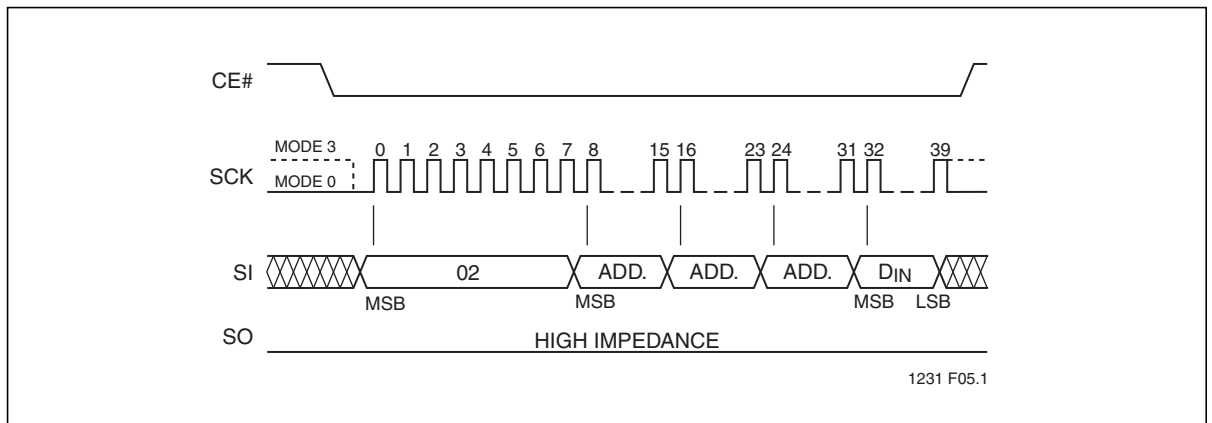 CE#
MODE 3
SCK
MODE 0
0 1 2 3 4 5 6 7 8 15 16 23 24 31 32 39
SI
02 ADD. ADD. ADD. DIN
MSB MSB MSB LSB
SO
HIGH IMPEDANCE
1231 F05.1